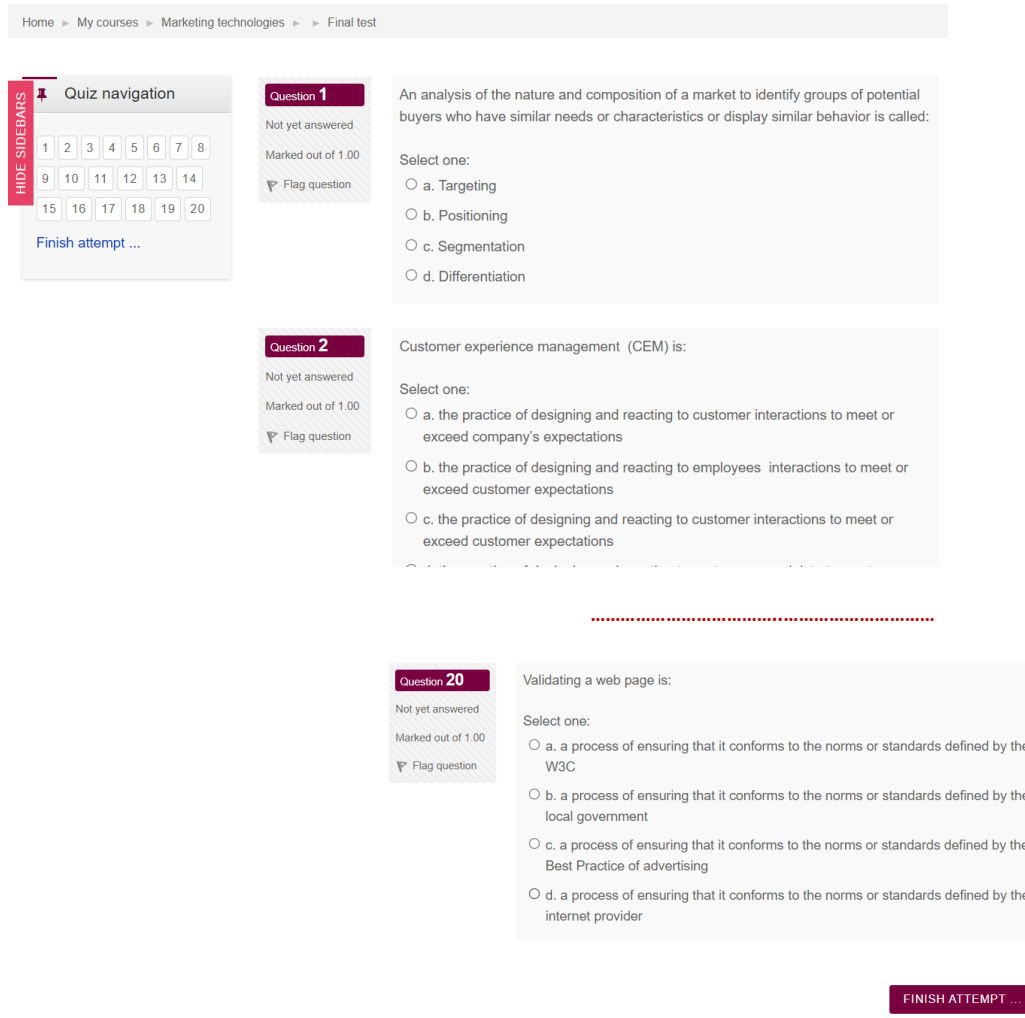 Home ► My courses ► Marketing technologies ► ► Final test
HIDE SIDEBARS
Quiz navigation
1 2 3 4 5 6 7 8
9 10 11 12 13 14
15 16 17 18 19 20
Finish attempt ...
Question 1
Not yet answered
Marked out of 1.00
Flag question
An analysis of the nature and composition of a market to identify groups of potential
buyers who have similar needs or characteristics or display similar behavior is called:
Select one:
a. Targeting
b. Positioning
c. Segmentation
d. Differentiation
Question 2
Not yet answered
Marked out of 1.00
Flag question
Customer experience management (CEM) is:
Select one:
a. the practice of designing and reacting to customer interactions to meet or
exceed company's expectations
b. the practice of designing and reacting to employees interactions to meet or
exceed customer expectations
c. the practice of designing and reacting to customer interactions to meet or
exceed customer expectations
Question 20
Not yet answered
Marked out of 1.00
Flag question
Validating a web page is:
Select one:
a. a process of ensuring that it conforms to the norms or standards defined by the
W3C
b. a process of ensuring that it conforms to the norms or standards defined by the
local government
c. a process of ensuring that it conforms to the norms or standards defined by the
Best Practice of advertising
d. a process of ensuring that it conforms to the norms or standards defined by the
internet provider
FINISH ATTEMPT ...